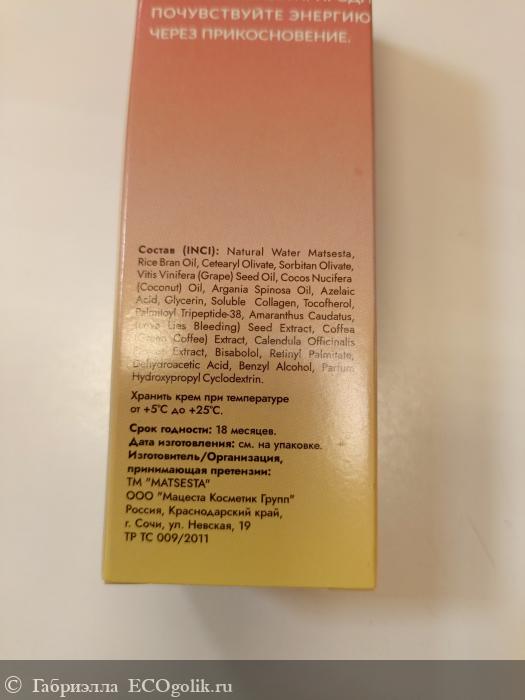 ПОЧУВСТВУЙТЕ ЭНЕРГИЮ
ЧЕРЕЗ ПРИКОСНОВЕНИЕ.
Состав (INCI): Natural Water Matsesta,
Rice Bran Oil, Cetearyl Olivate, Sorbitan Olivate,
Vitis Vinifera (Grape) Seed Oil, Cocos Nucifera
(Coconut) Oil, Argania Spinosa Oil, Azelaic
Acid, Glycerin, Soluble Collagen, Tocoferol,
Palmitoyl Tripeptide-38, Amaranthus Caudatus,
Lies Bleeding) Seed Extract, Coffea
Coffee) Extract, Calendula Officinalis
Extract, Bisabolol, Retinyl Palmitate,
Dehydroacetic Acid, Benzyl Alcohol, Parfum
Hydroxypropyl Cyclodextrin.
Хранить крем при температуре
от +5°С до +25°С.
Срок годности: 18 месяцев.
Дата изготовления: см. на упаковке.
Изготовитель/Организация,
принимающая претензии:
ТМ "MATSESTA"
ООО "Мацеста Косметик Групп"
Россия, Краснодарский край,
г. Сочи, ул. Невская, 19
ТР ТС 009/2011
© Габриэлла ECOgolik.ru